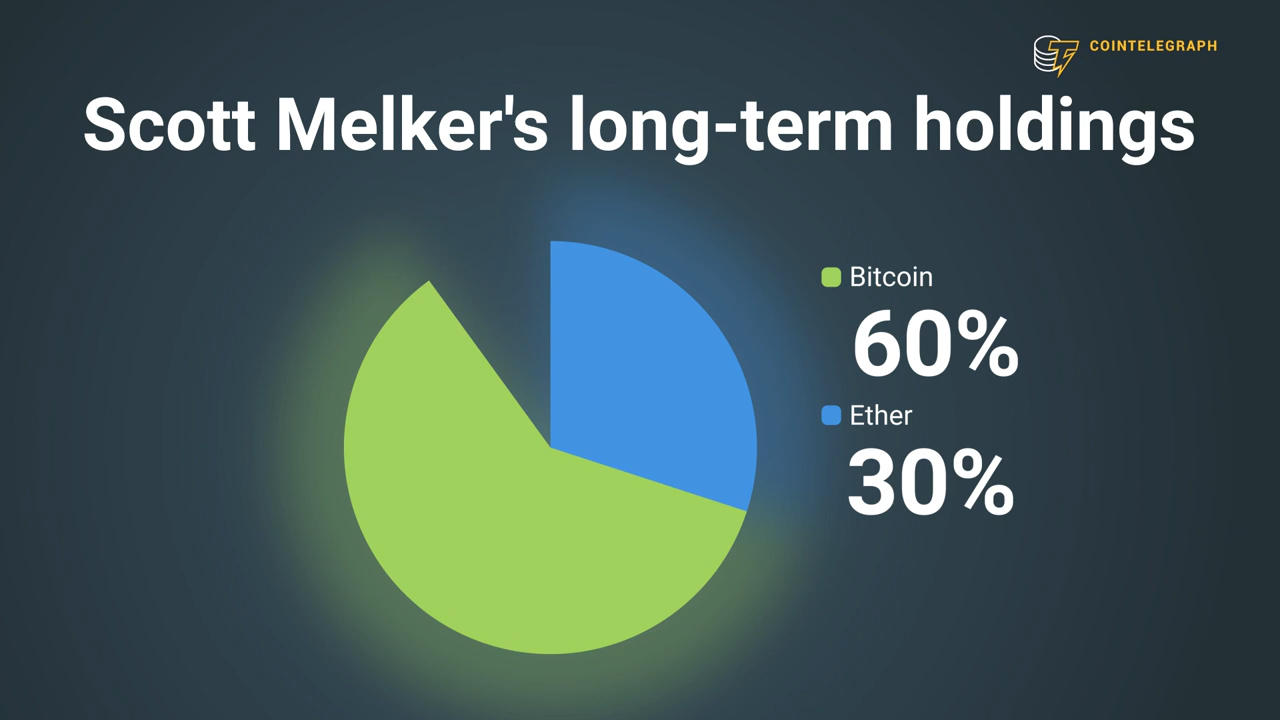 COINTELEGRAPH
Scott Melker's long-term holdings
Bitcoin
60%
Ether
30%